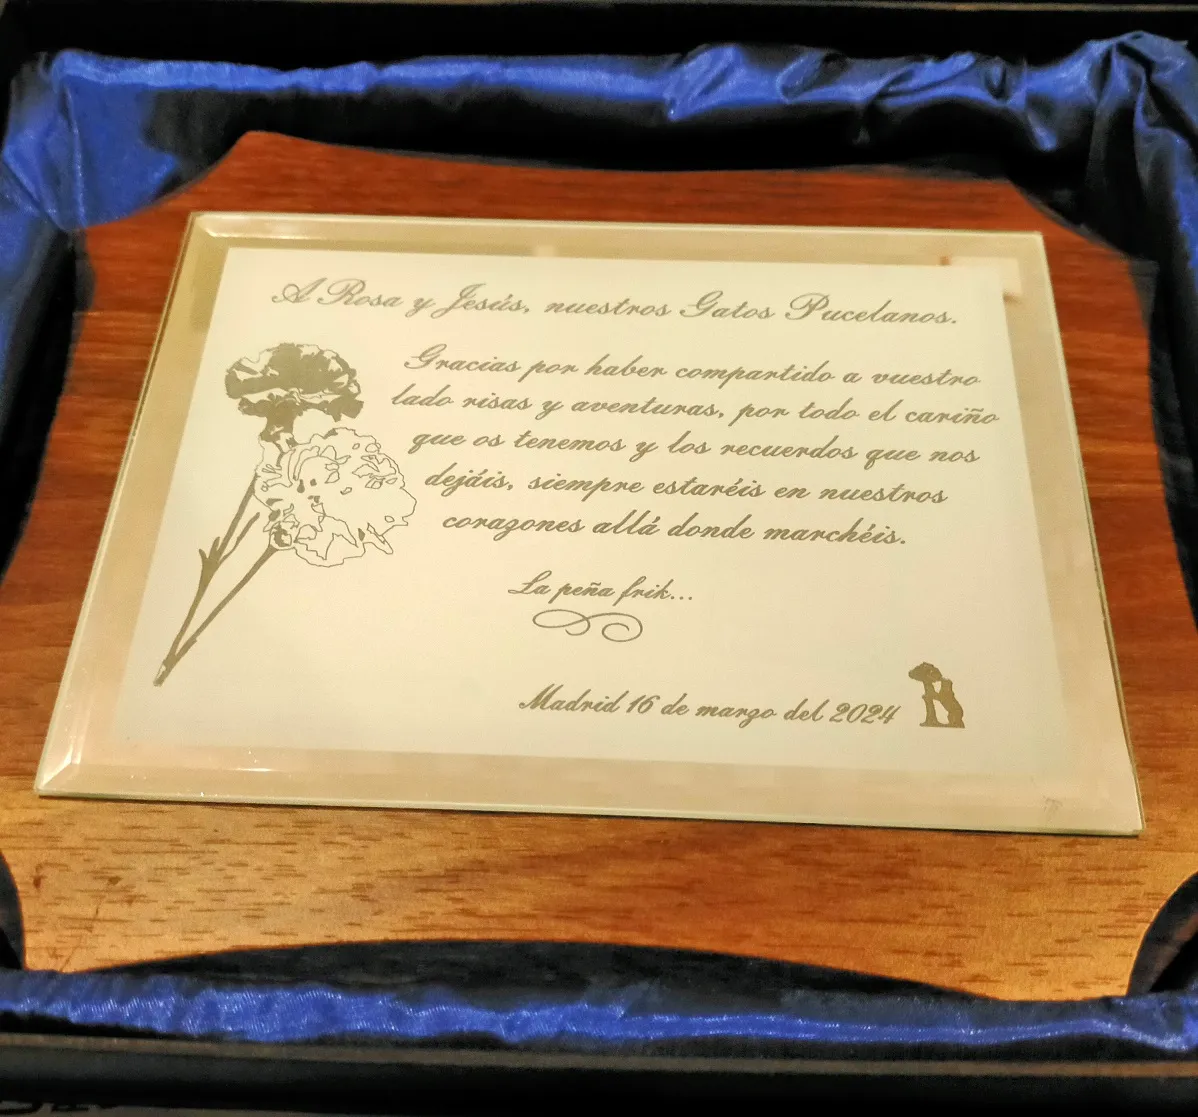 A Rosa y Jesús, nuestros Gatos Pucelanos.
Gracias por haber compartido a vuestro
lado risas y aventuras, por todo el cariño
que os tenemos y los recuerdos que nos
dejáis, siempre estaréis en nuestros
corazones allá donde marchéis.
La peña frik...
Madrid 16 de marzo del 2024